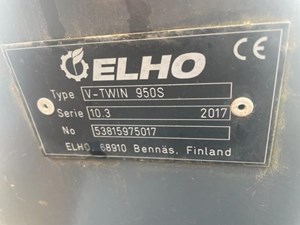 ELHO CE
Type V-TWIN 950S
Serie 10.3 2017
No 53815975017
ELHO, 68910 Bennäs, Finland